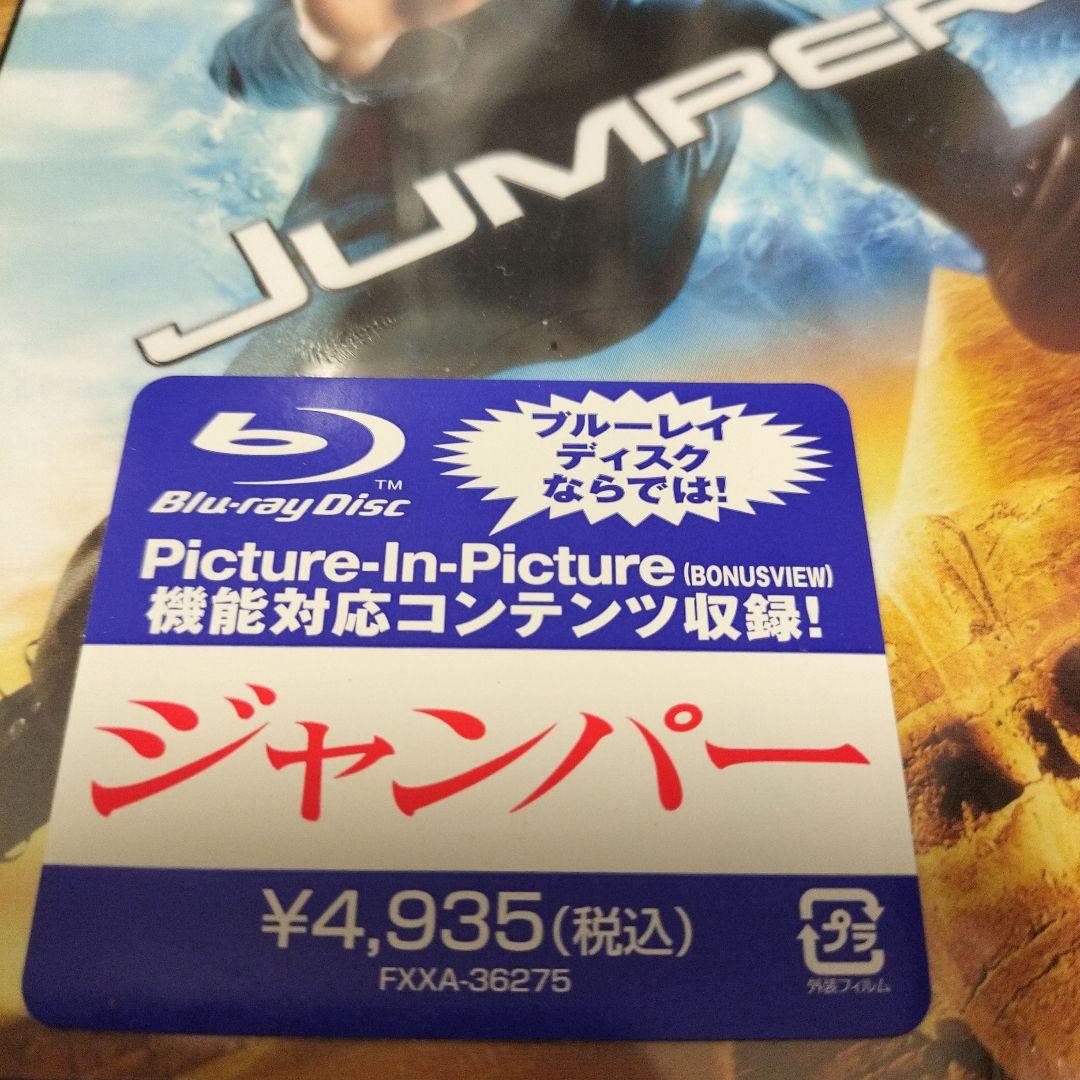 JUMPER
Blu-ray Disc TM
ブルーレイ
ディスク
ならでは!
Picture-In-Picture (BONUSVIEW)
機能対応コンテンツ収録!
ジャンパー
¥4,935(税込)
FXXA-36275
プラ
外装フィルム